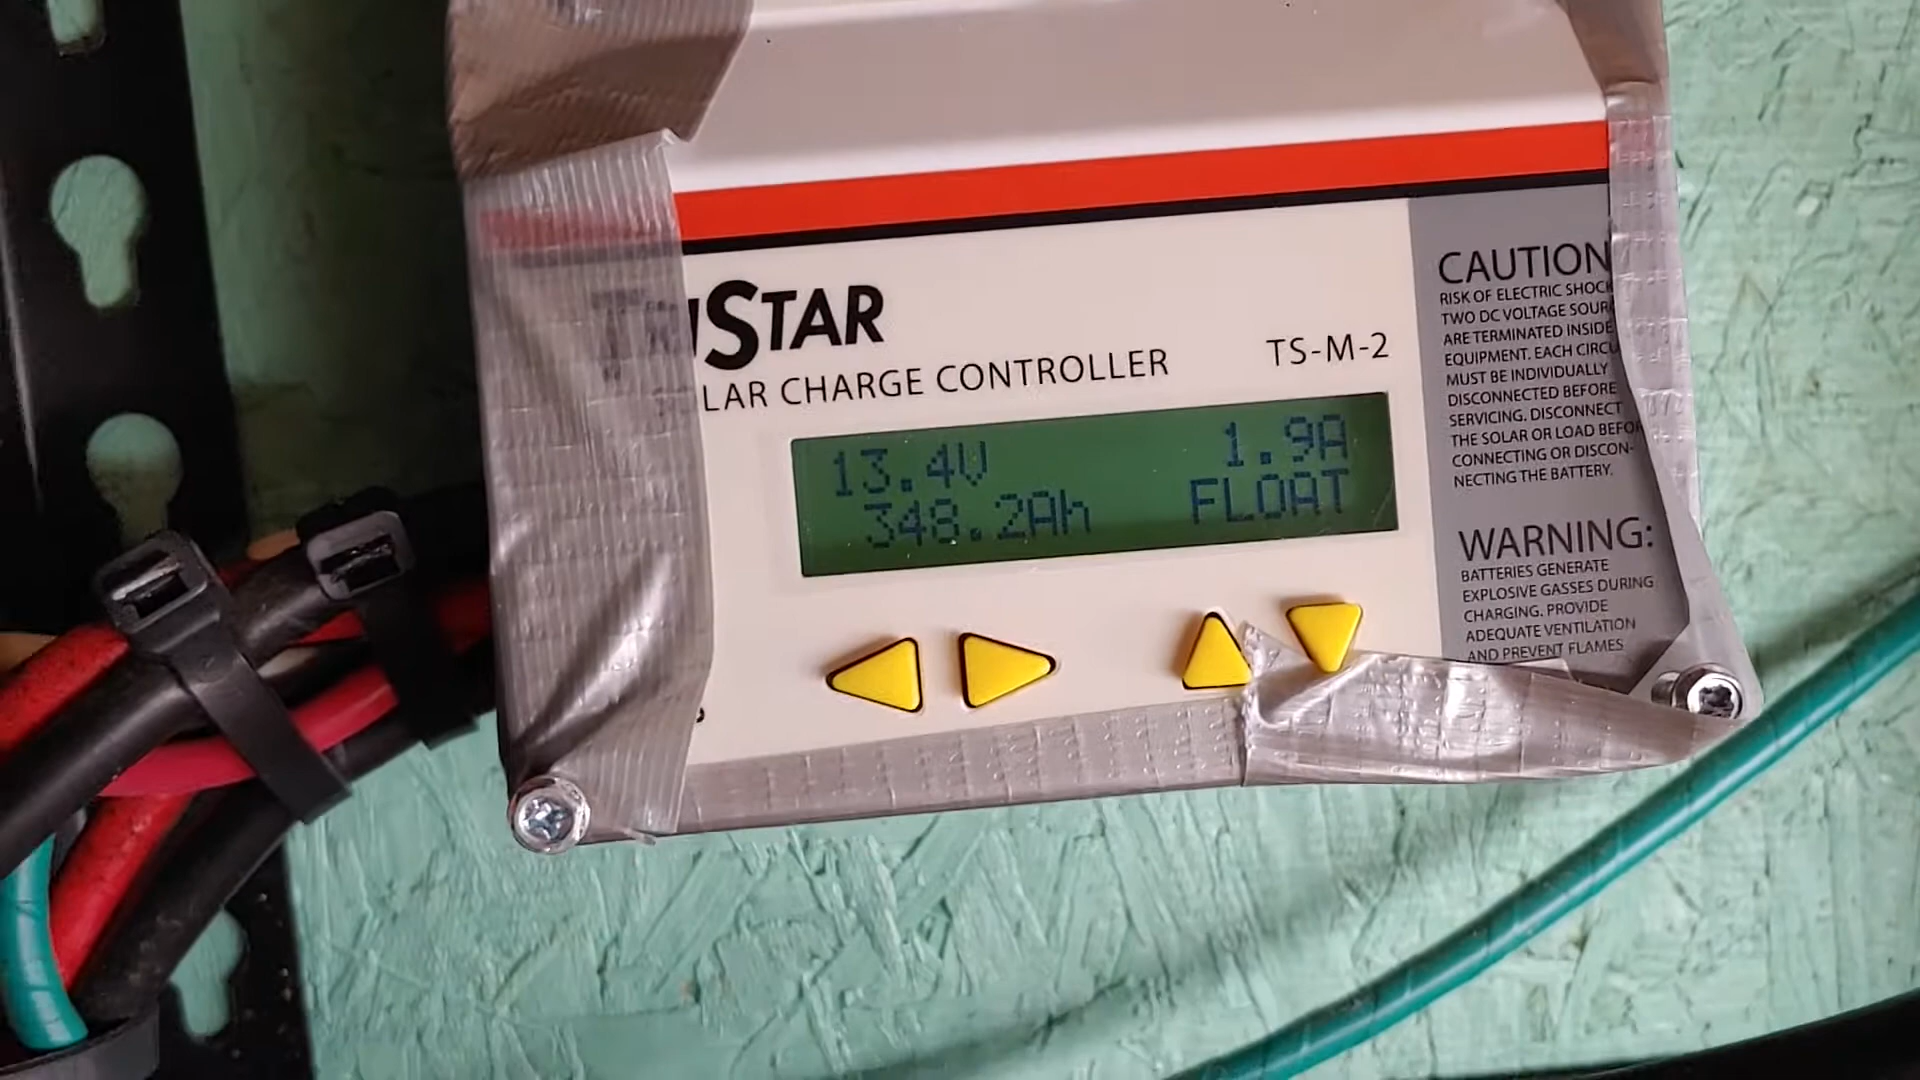 TRISTAR
LAR CHARGE CONTROLLER
TS-M-2
13.4V 1.9A
348.2Ah FLOAT
CAUTION
RISK OF ELECTRIC SHOCK
TWO DC VOLTAGE SOUR
ARE TERMINATED INSIDE
EQUIPMENT. EACH CIRCU
MUST BE INDIVIDUALLY
DISCONNECTED BEFORE
SERVICING. DISCONNECT
THE SOLAR OR LOAD BEFO
CONNECTING OR DISCON-
NECTING THE BATTERY.
WARNING:
BATTERIES GENERATE
EXPLOSIVE GASSES DURING
CHARGING. PROVIDE
ADEQUATE VENTILATION
AND PREVENT FLAMES